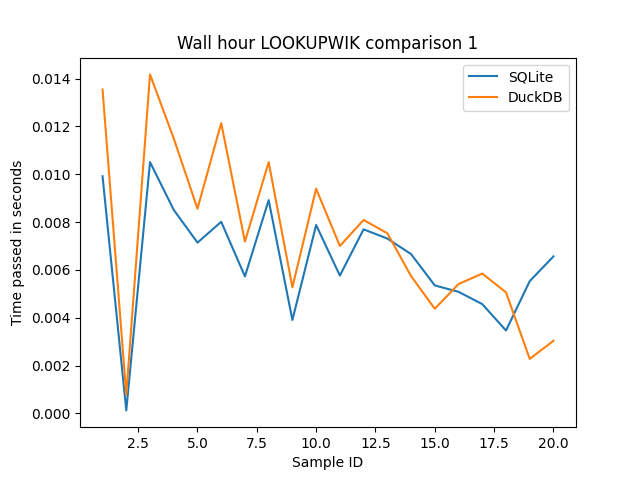 Wall hour LOOKUPWIK comparison 1
SQLite
DuckDB
0.014
0.012
0.010
0.008
0.006
0.004
0.002
0.000
Time passed in seconds
2.5 5.0 7.5 10.0 12.5 15.0 17.5 20.0
Sample ID